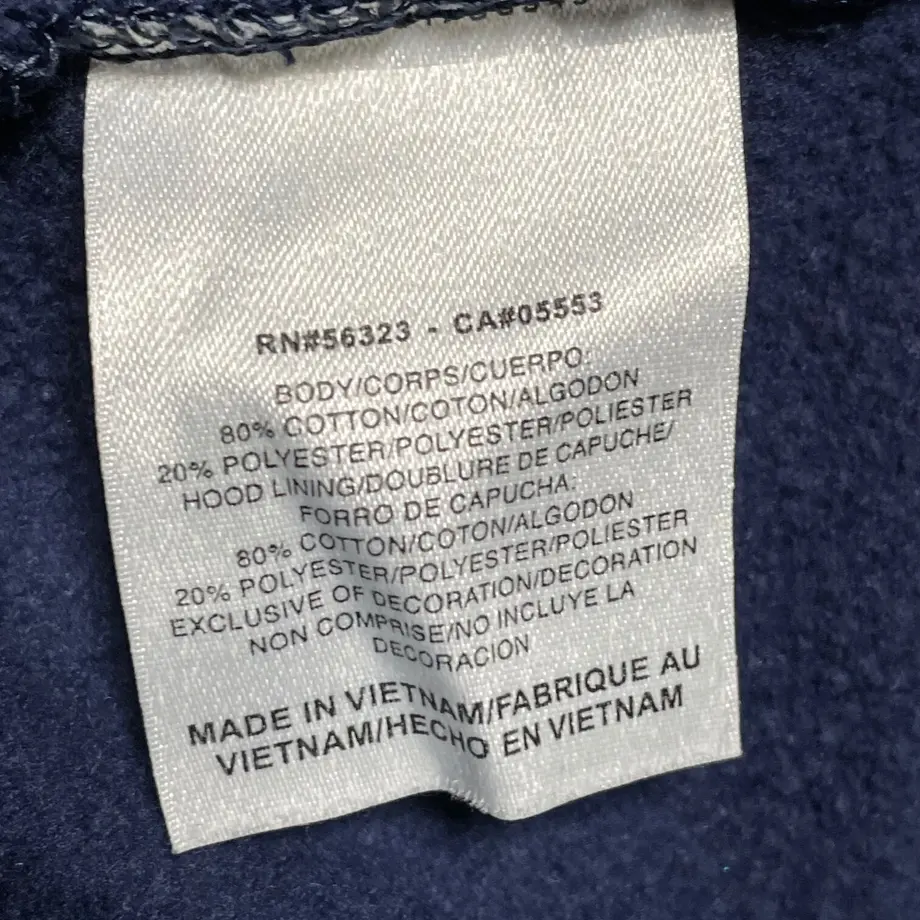 RN#56323 - CA#05553
BODY/CORPS/CUERPO:
80% COTTON/COTON/ALGODON
20% POLYESTER/POLYESTER/POLIESTER
HOOD LINING/DOUBLURE DE CAPUCHE/
FORRO DE CAPUCHA:
80% COTTON/COTON/ALGODON
20% POLYESTER/POLYESTER/POLIESTER
EXCLUSIVE OF DECORATION/DECORATION
NON COMPRISE/NO INCLUYE LA
DECORACION
MADE IN VIETNAM/FABRIQUE AU
VIETNAM/HECHO EN VIETNAM